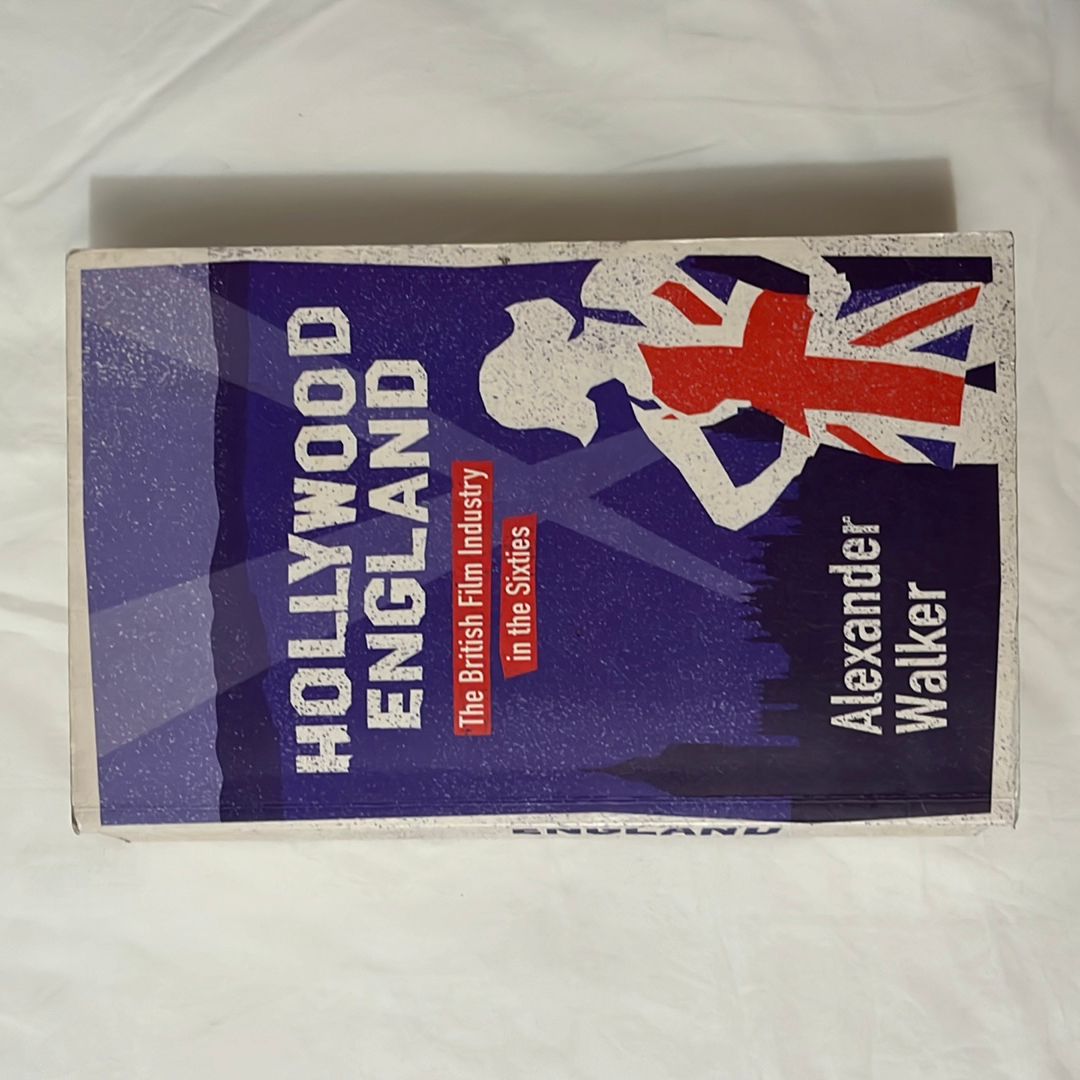 HOLLYWOOD
ENGLAND
The British Film Industry
in the Sixties
Alexander
Walker
ENGLAND